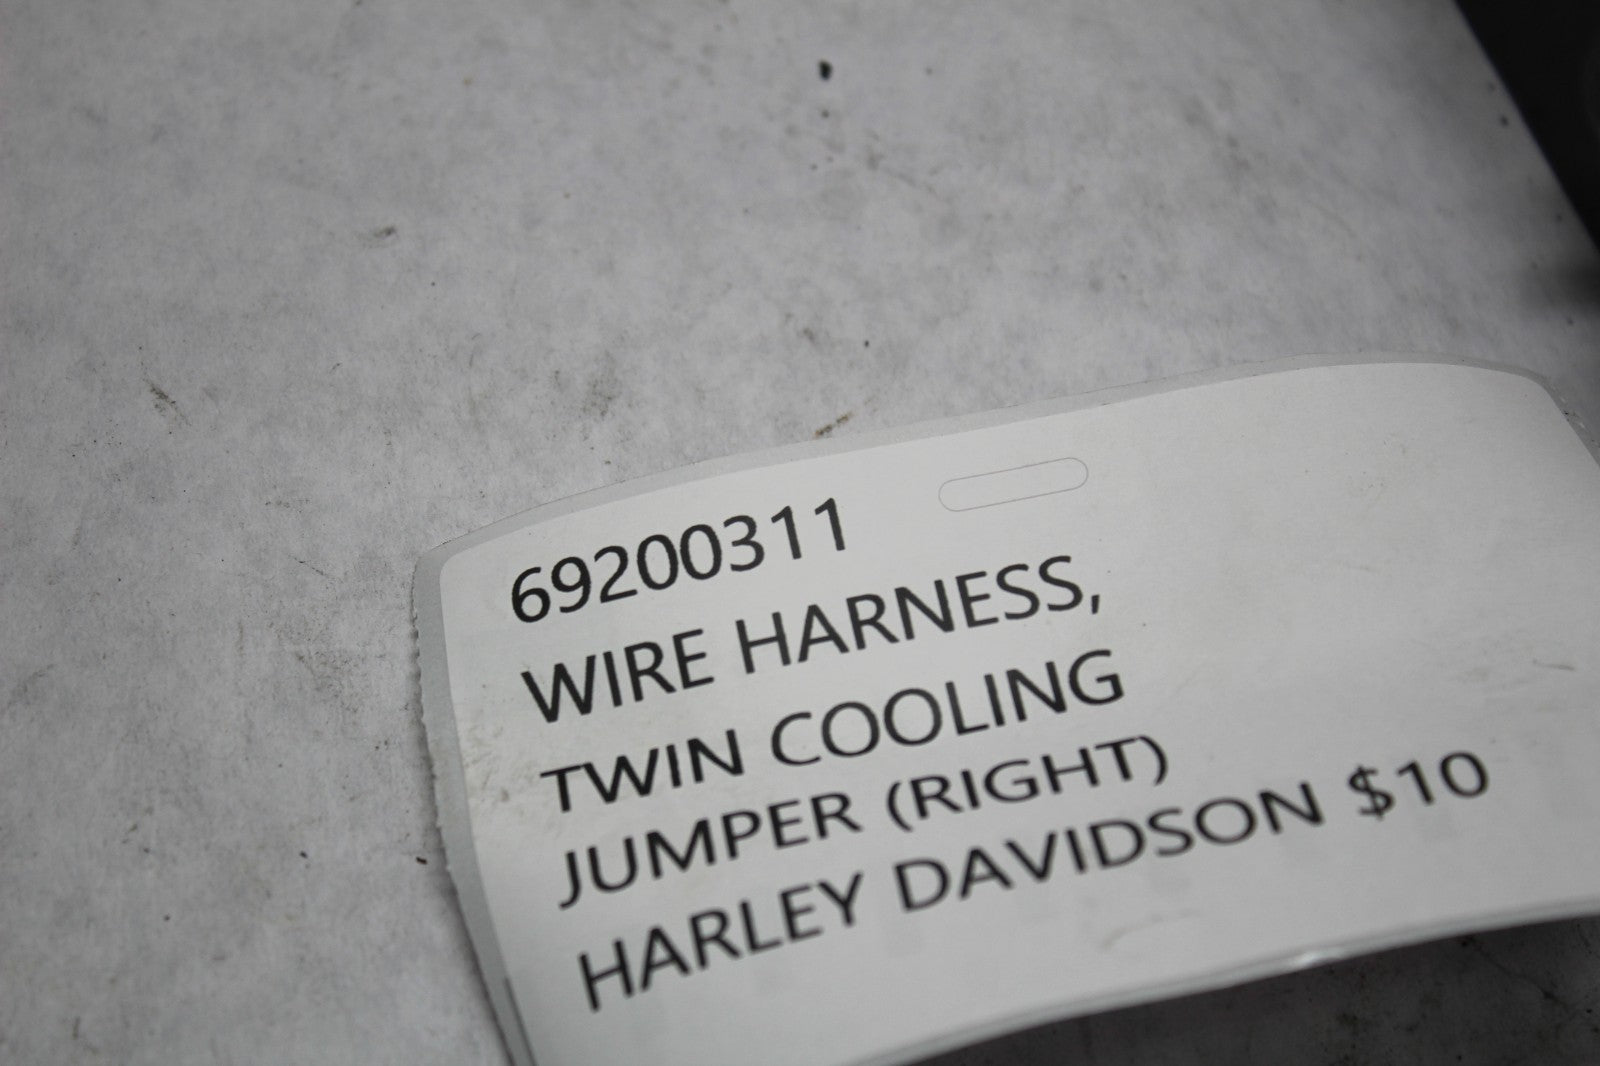 69200311
WIRE HARNESS,
TWIN COOLING
JUMPER (RIGHT)
HARLEY DAVIDSON $10